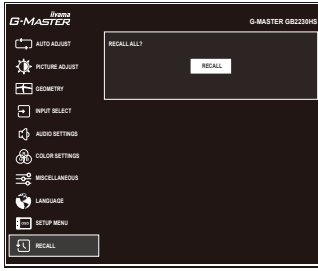 iiyama
G-MASTER
G-MASTER GB2230HS
AUTO ADJUST
RECALL ALL?
RECALL
PICTURE ADJUST
GEOMETRY
INPUT SELECT
AUDIO SETTINGS
COLOR SETTINGS
MISCELLANEOUS
LANGUAGE
OSD
SETUP MENU
RECALL